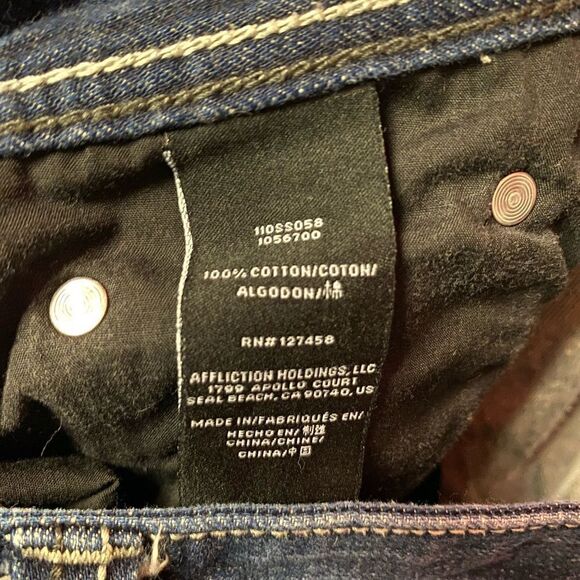 110SS058
1056700
100% COTTON/COTON/
ALGODON/棉
RN# 127458
AFFLICTION HOLDINGS, LLC
1799 APOLLO COURT
SEAL BEACH, CA 90740, US
MADE IN/FABRIQUÉS EN/
HECHO EN/制造
CHINA/CHINE/
CHINA/中国